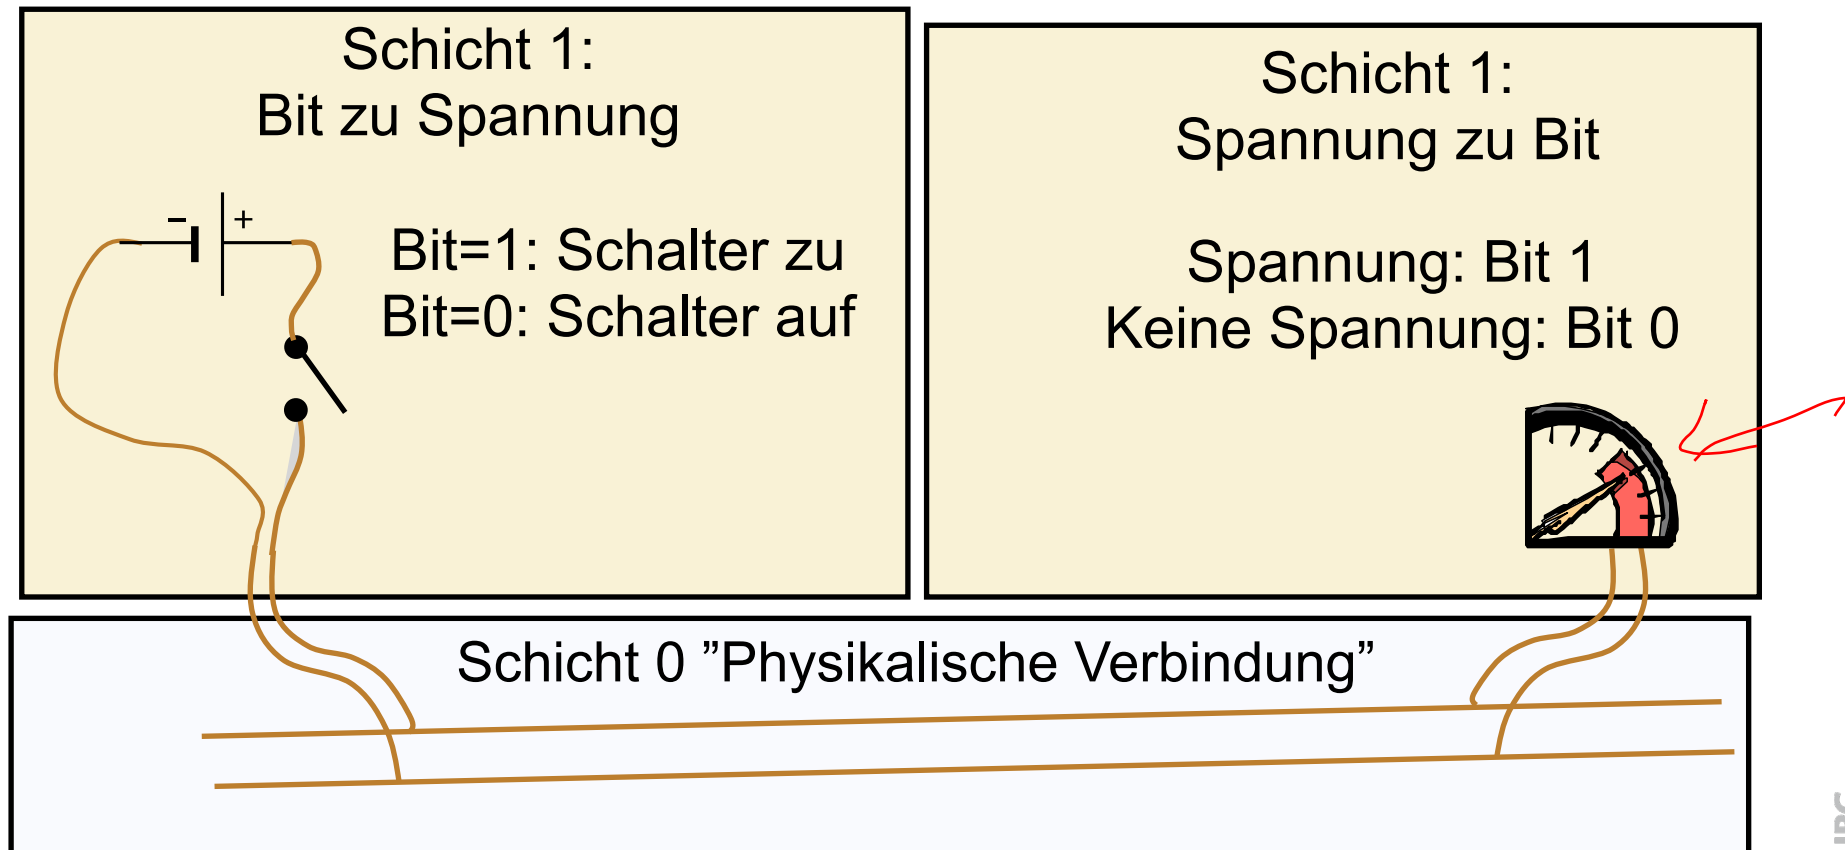 Schicht 1:
Bit zu Spannung
− +
Bit=1: Schalter zu
Bit=0: Schalter auf
Schicht 1:
Spannung zu Bit
Spannung: Bit 1
Keine Spannung: Bit 0
Schicht 0 ”Physikalische Verbindung”